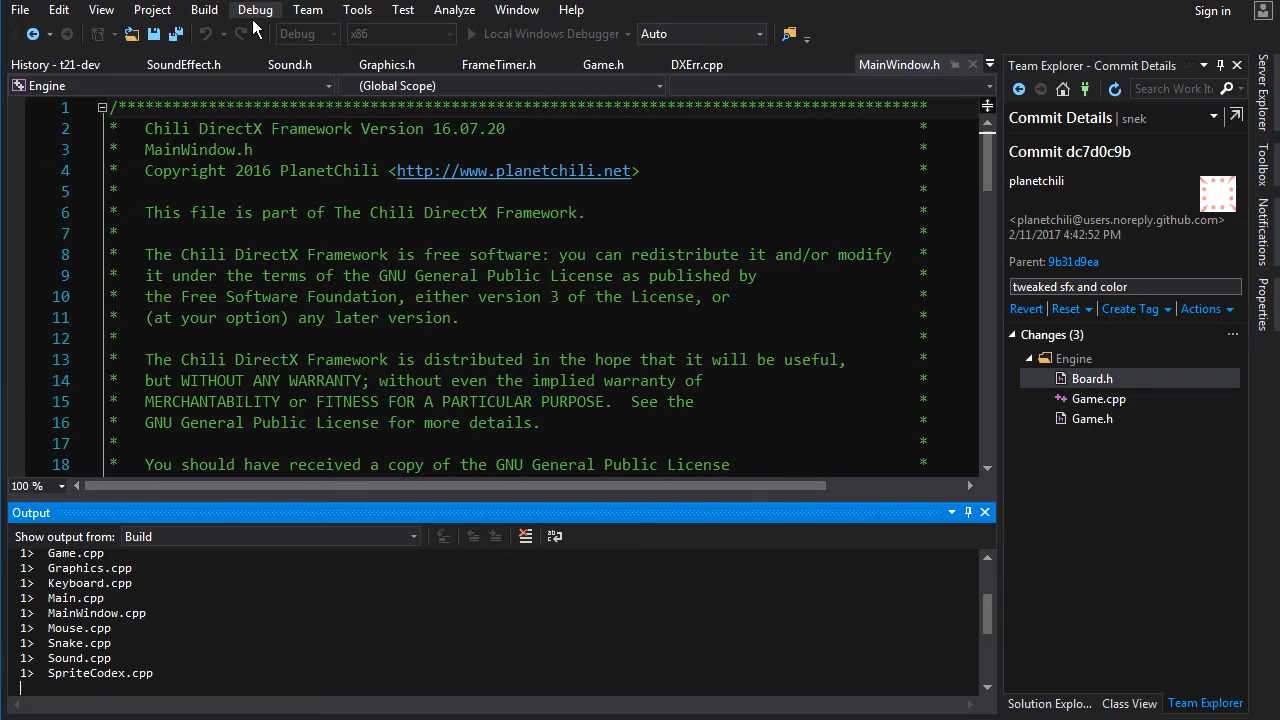 File Edit View Project Build Debug Team Tools Test Analyze Window Help Sign in
Debug x86 Local Windows Debugger Auto
History - t21-dev SoundEffect.h Sound.h Graphics.h FrameTimer.h Game.h DXErr.cpp MainWindow.h
Engine (Global Scope)
1 /******************************************************************************************
2 * Chili DirectX Framework Version 16.07.20 *
3 * MainWindow.h *
4 * Copyright 2016 PlanetChili <http://www.planetchili.net> *
5 * *
6 * This file is part of The Chili DirectX Framework. *
7 * *
8 * The Chili DirectX Framework is free software: you can redistribute it and/or modify *
9 * it under the terms of the GNU General Public License as published by *
10 * the Free Software Foundation, either version 3 of the License, or *
11 * (at your option) any later version. *
12 * *
13 * The Chili DirectX Framework is distributed in the hope that it will be useful, *
14 * but WITHOUT ANY WARRANTY; without even the implied warranty of *
15 * MERCHANTABILITY or FITNESS FOR A PARTICULAR PURPOSE. See the *
16 * GNU General Public License for more details. *
17 * *
18 * You should have received a copy of the GNU General Public License *
100 %
Output
Show output from: Build
1> Game.cpp
1> Graphics.cpp
1> Keyboard.cpp
1> Main.cpp
1> MainWindow.cpp
1> Mouse.cpp
1> Snake.cpp
1> Sound.cpp
1> SpriteCodex.cpp
Team Explorer - Commit Details
Search Work Ite
Commit Details | snek
Commit dc7d0c9b
planetchili
<planetchili@users.noreply.github.com>
2/11/2017 4:42:52 PM
Parent: 9b31d9ea
tweaked sfx and color
Revert Reset Create Tag Actions
Changes (3)
Engine
Board.h
Game.cpp
Game.h
Solution Explo... Class View Team Explorer
Server Explorer
Toolbox
Notifications
Properties